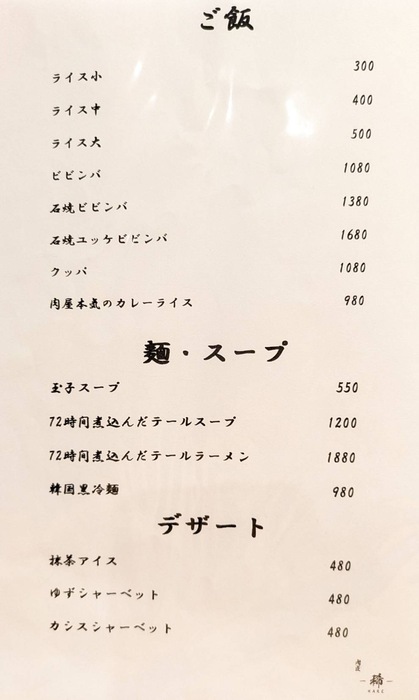 ご飯
ライス小 300
ライス中 400
ライス大 500
ビビンバ 1080
石焼ビビンバ 1380
石焼ユッケビビンバ 1680
クッパ 1080
肉屋本気のカレーライス 980
麺・スープ
玉子スープ 550
72時間煮込んだテールスープ 1200
72時間煮込んだテールラーメン 1880
韓国黒冷麺 980
デザート
抹茶アイス 480
ゆずシャーベット 480
カシスシャーベット 480